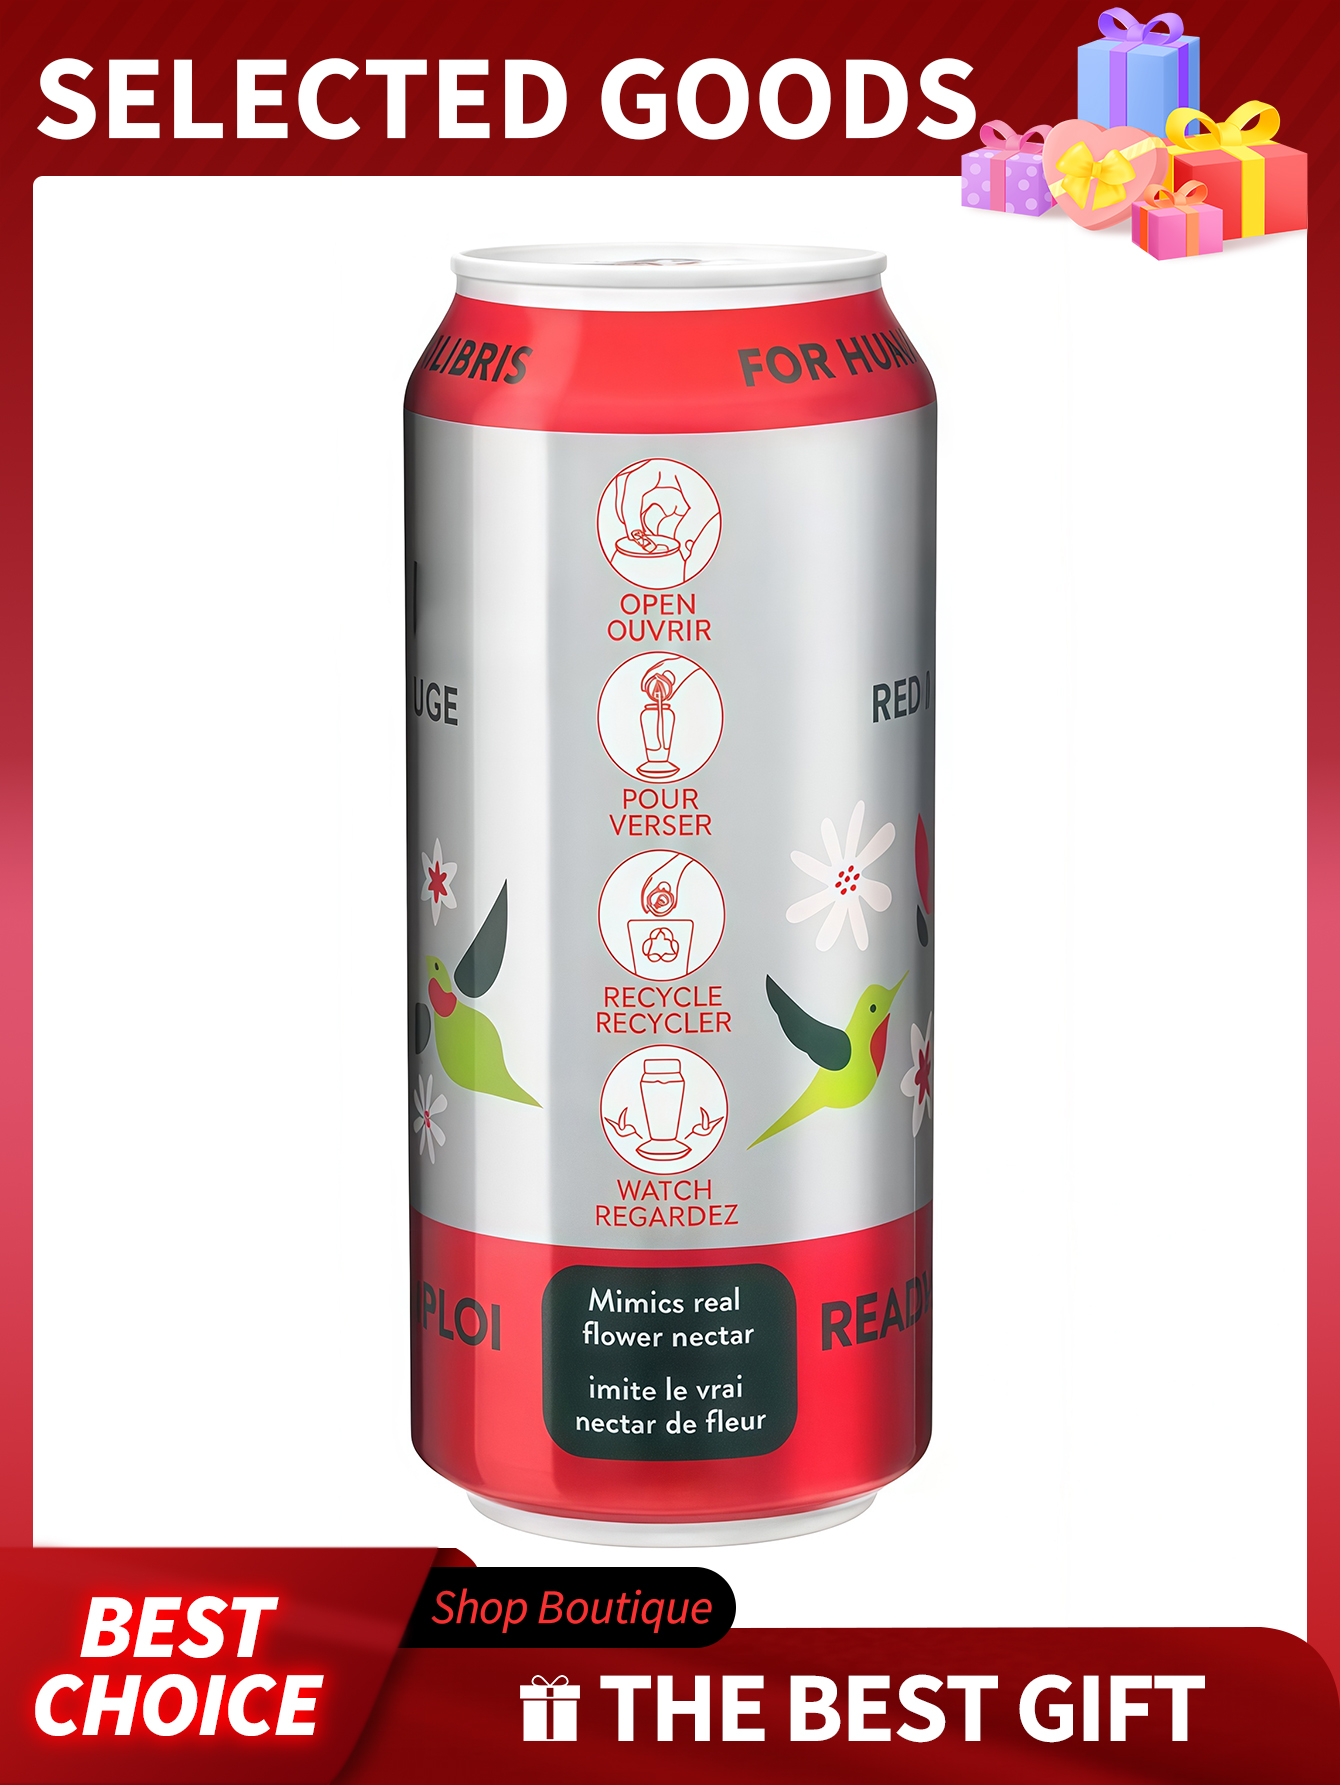 SELECTED GOODS
LIBRIS
FOR HUM
OPEN
OUVRIR
UGE
RED
POUR
VERSER
RECYCLE
RECYCLER
WATCH
REGARDEZ
PLOI
READY
Mimics real
flower nectar
imite le vrai
nectar de fleur
BEST
CHOICE
Shop Boutique
THE BEST GIFT